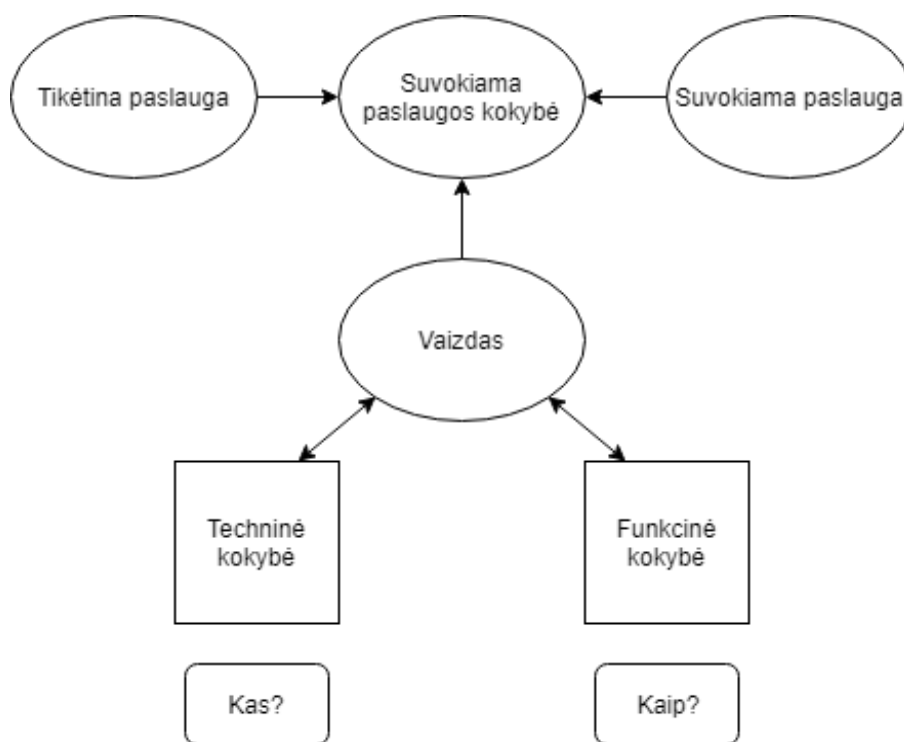 Tikėtina paslauga
Suvokiama
paslaugos kokybė
Suvokiama paslauga
Vaizdas
Techninė
kokybė
Funkcinė
kokybė
Kas?
Kaip?